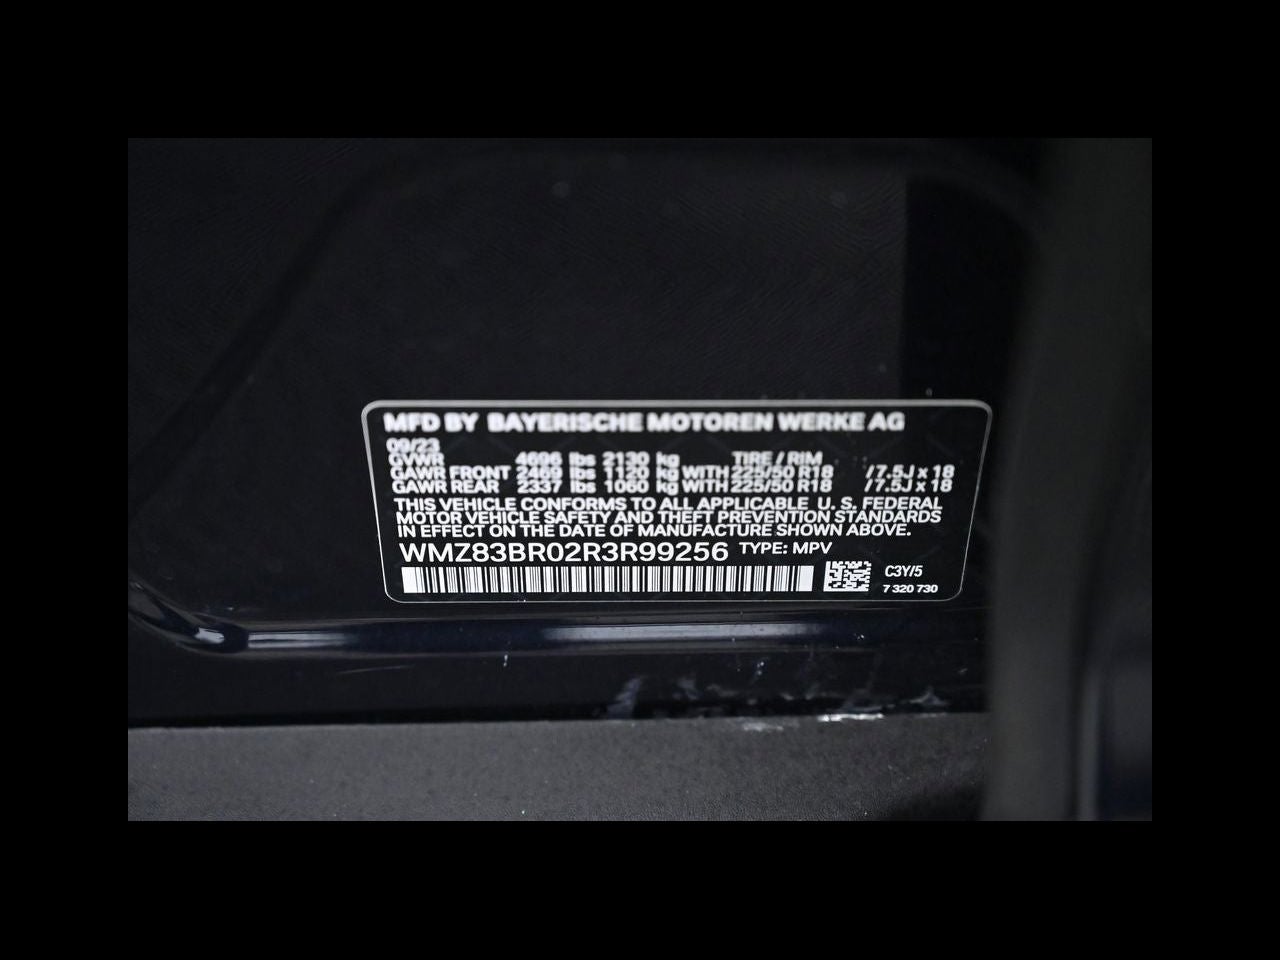 MFD BY BAYERISCHE MOTOREN WERKE AG
09/23
GVWR 4696 lbs 2130 kg TIRE / RIM
GAWR FRONT 2469 lbs 1120 kg WITH 225/50 R18 /7.5J x 18
GAWR REAR 2337 lbs 1060 kg WITH 225/50 R18 /7.5J x 18
THIS VEHICLE CONFORMS TO ALL APPLICABLE U. S. FEDERAL
MOTOR VEHICLE SAFETY AND THEFT PREVENTION STANDARDS
IN EFFECT ON THE DATE OF MANUFACTURE SHOWN ABOVE.
WMZ83BR02R3R99256 TYPE: MPV
C3Y/5
7 320 730